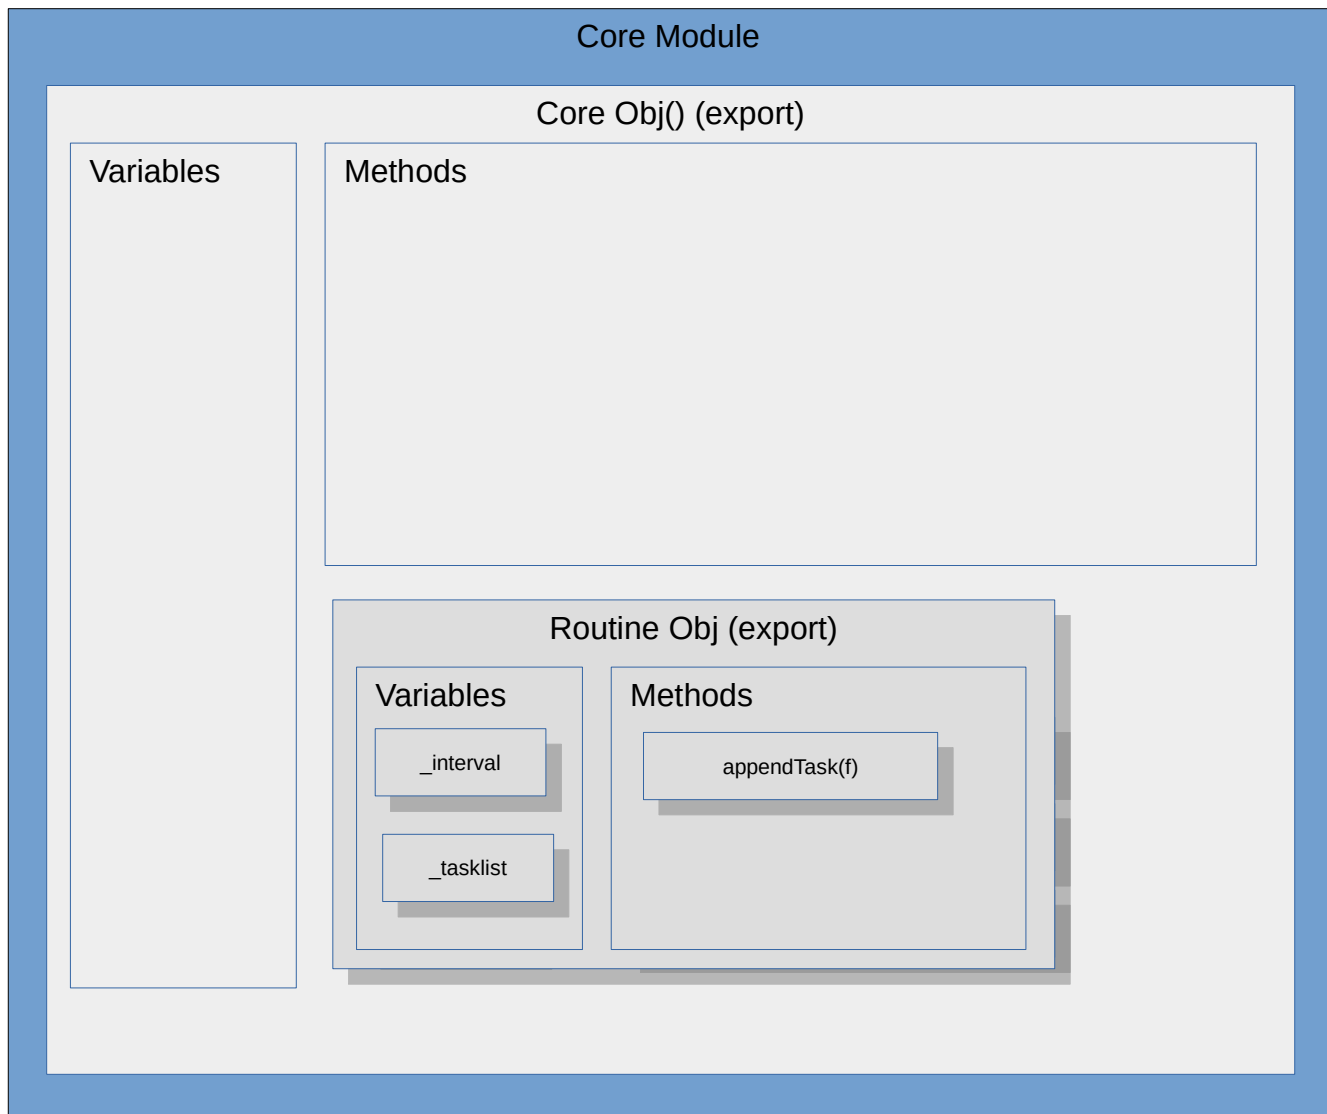 Core Module
Core Obj() (export)
Variables
Methods
Routine Obj (export)
Variables
Methods
_interval
appendTask(f)
_tasklist